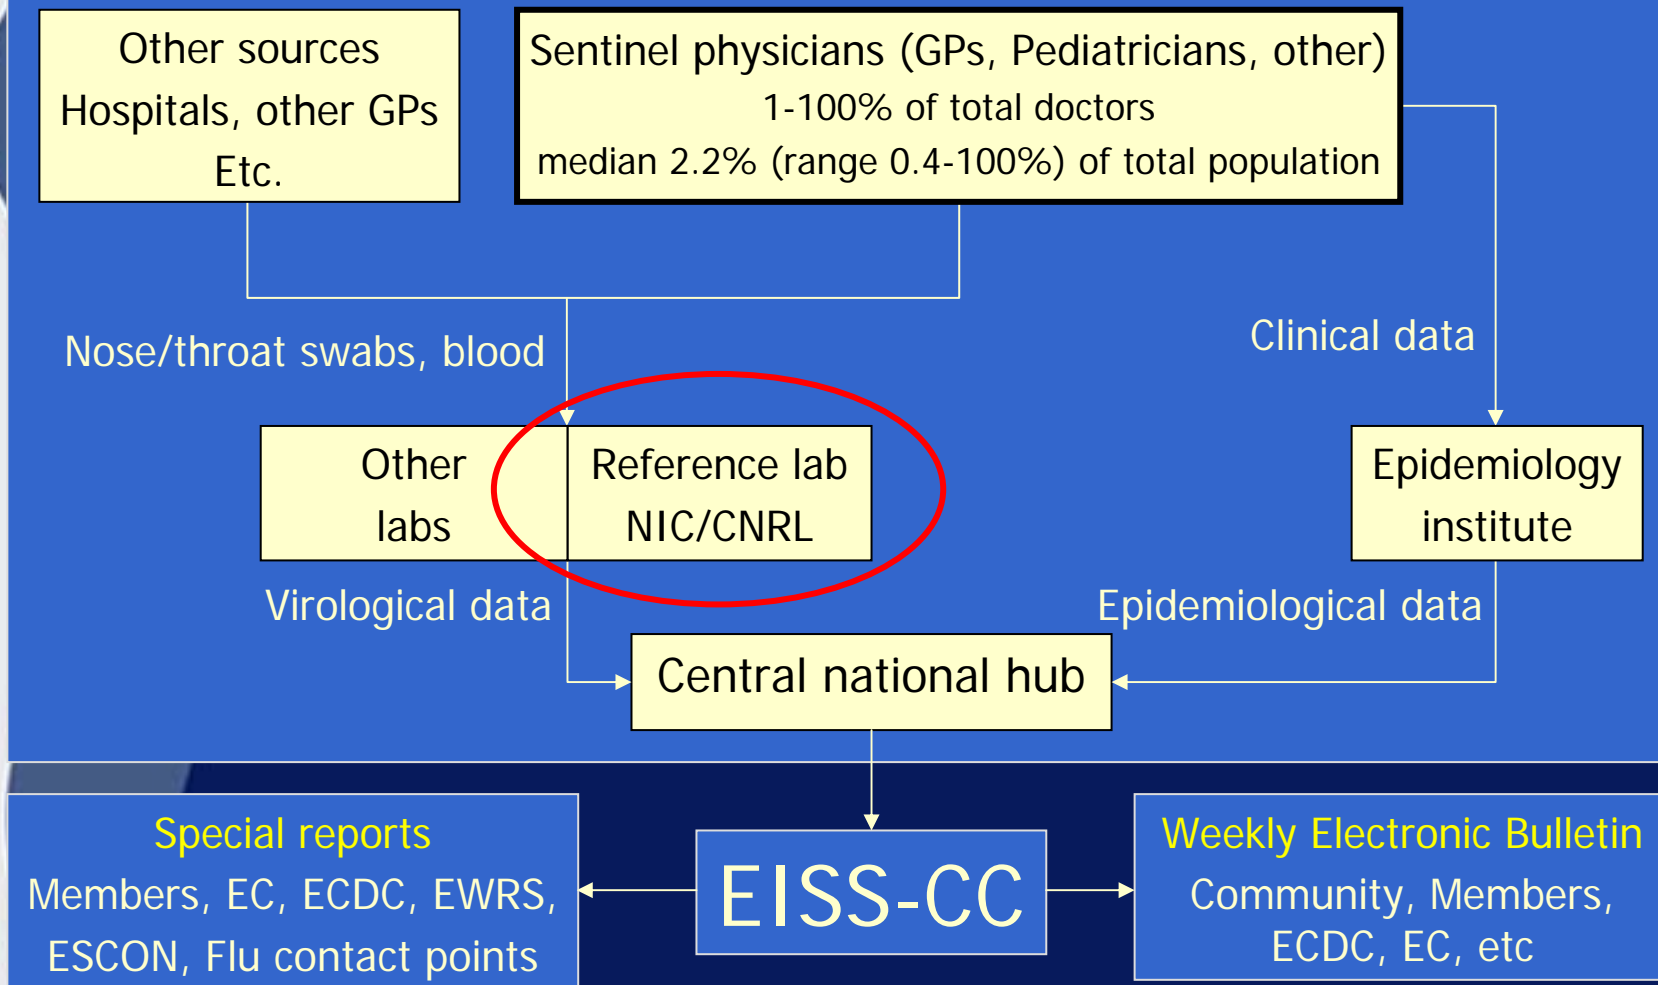 Other sources
Hospitals, other GPs
Etc.
Sentinel physicians (GPs, Pediatricians, other)
1-100% of total doctors
median 2.2% (range 0.4-100%) of total population
Nose/throat swabs, blood
Clinical data
Other
labs
Reference lab
NIC/CNRL
Epidemiology
institute
Virological data
Epidemiological data
Central national hub
Special reports
Members, EC, ECDC, EWRS,
ESCON, Flu contact points
EISS-CC
Weekly Electronic Bulletin
Community, Members,
ECDC, EC, etc